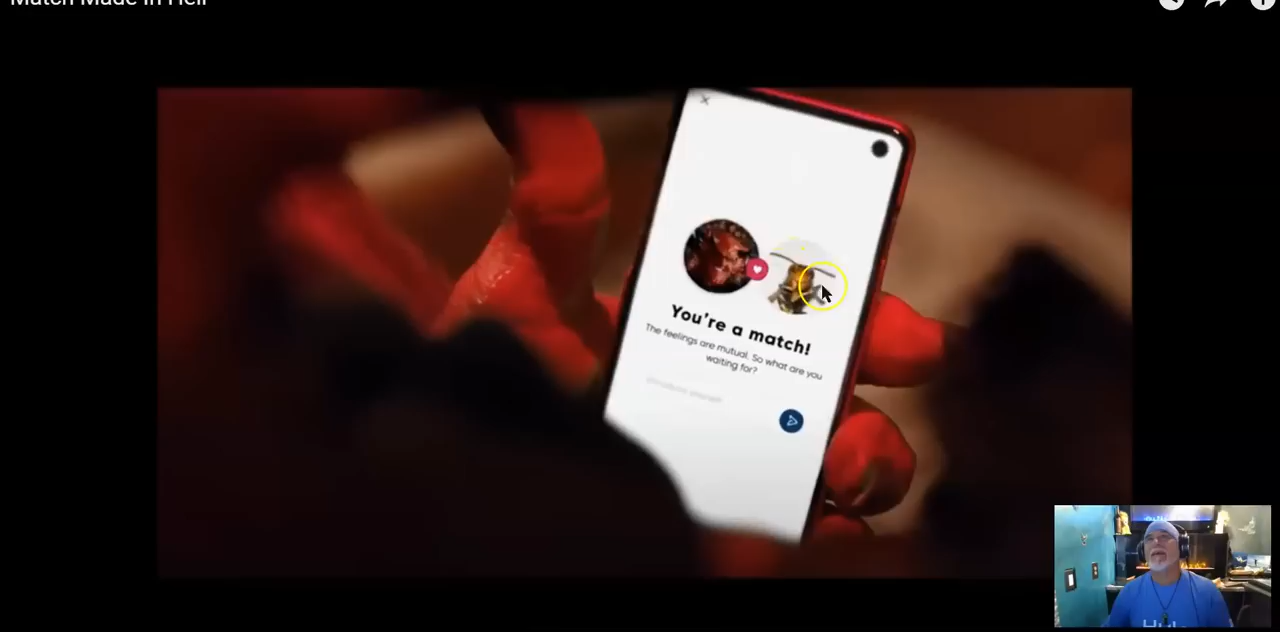 Match Made In Hell
You're a match!
The feelings are mutual. So what are you
waiting for?